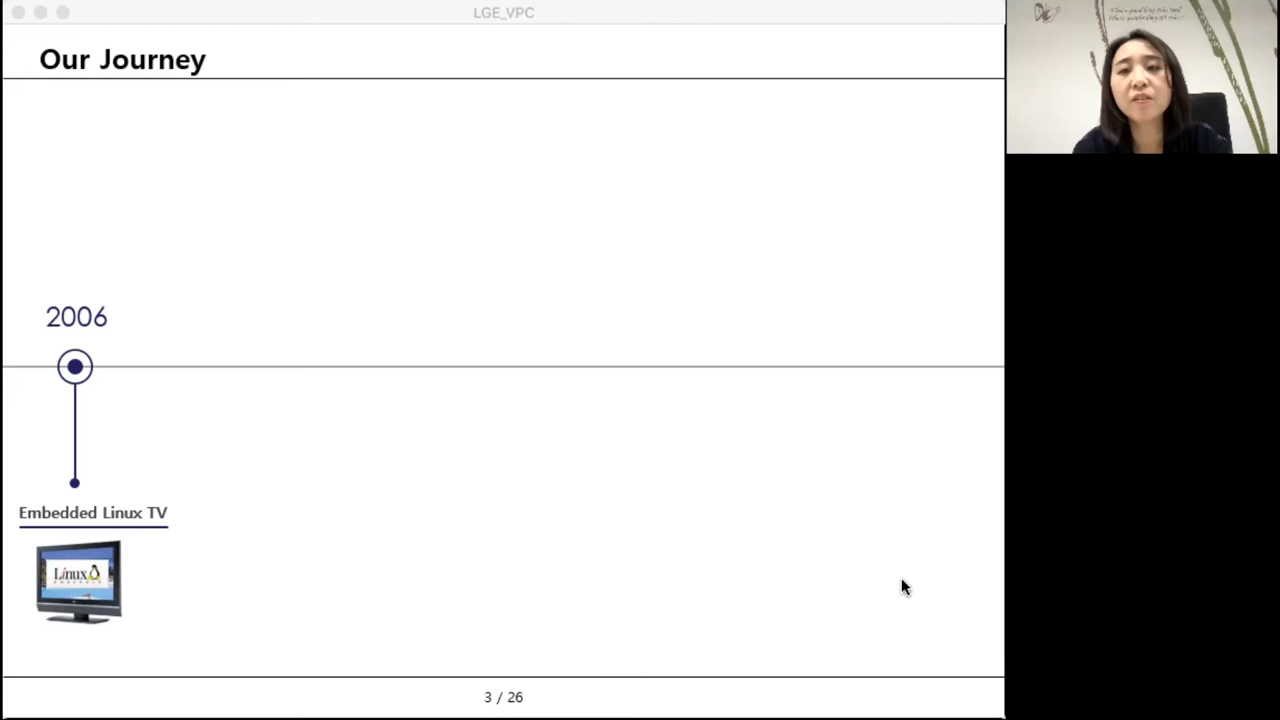 LGE_VPC
Our Journey
2006
Embedded Linux TV
Linux
3 / 26